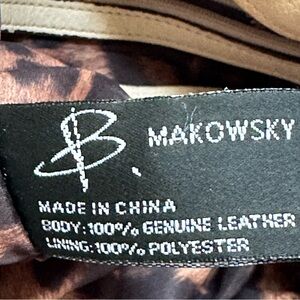 B. MAKOWSKY
MADE IN CHINA
BODY:100% GENUINE LEATHER
LINING:100% POLYESTER